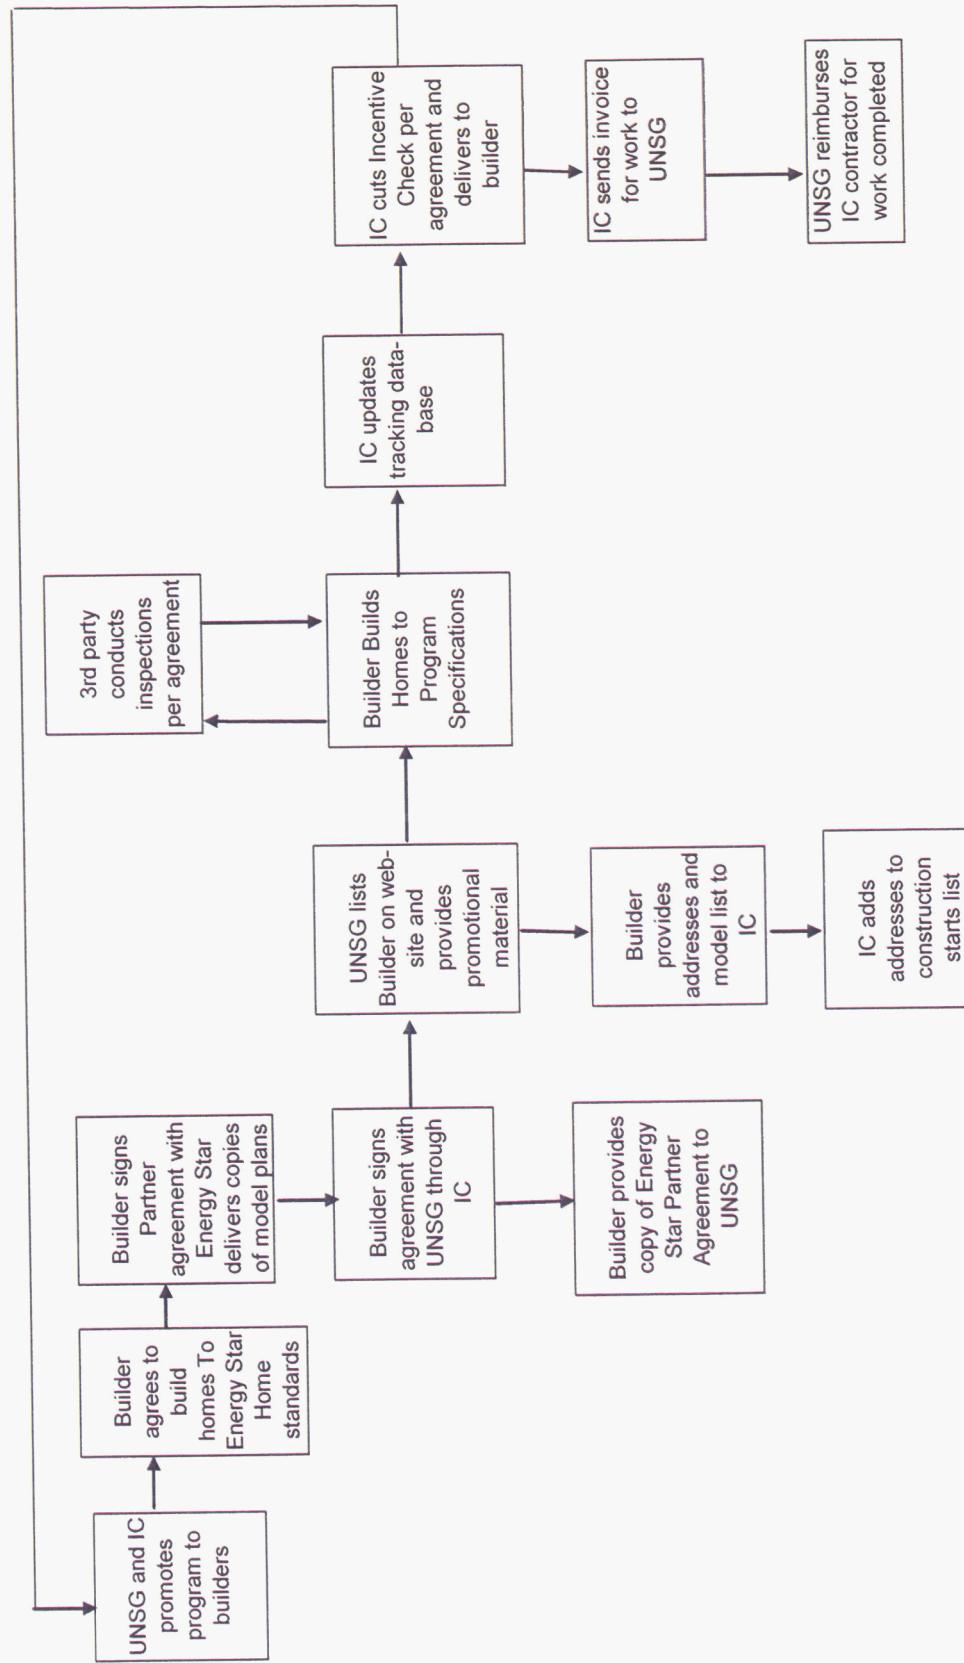 UNSG and IC
promotes
program to
builders
Builder
agrees to
build
homes To
Energy Star
Home
standards
Builder signs
Partner
agreement with
Energy Star
delivers copies
of model plans
Builder signs
agreement with
UNSG through
IC
Builder provides
copy of Energy
Star Partner
Agreement to
UNSG
UNSG lists
Builder on web-
site and
provides
promotional
material
Builder
provides
addresses and
model list to
IC
IC adds
addresses to
construction
starts list
Builder Builds
Homes to
Program
Specifications
3rd party
conducts
inspections
per agreement
IC updates
tracking data-
base
IC cuts Incentive
Check per
agreement and
delivers to
builder
IC sends invoice
for work to
UNSG
UNSG reimburses
IC contractor for
work completed